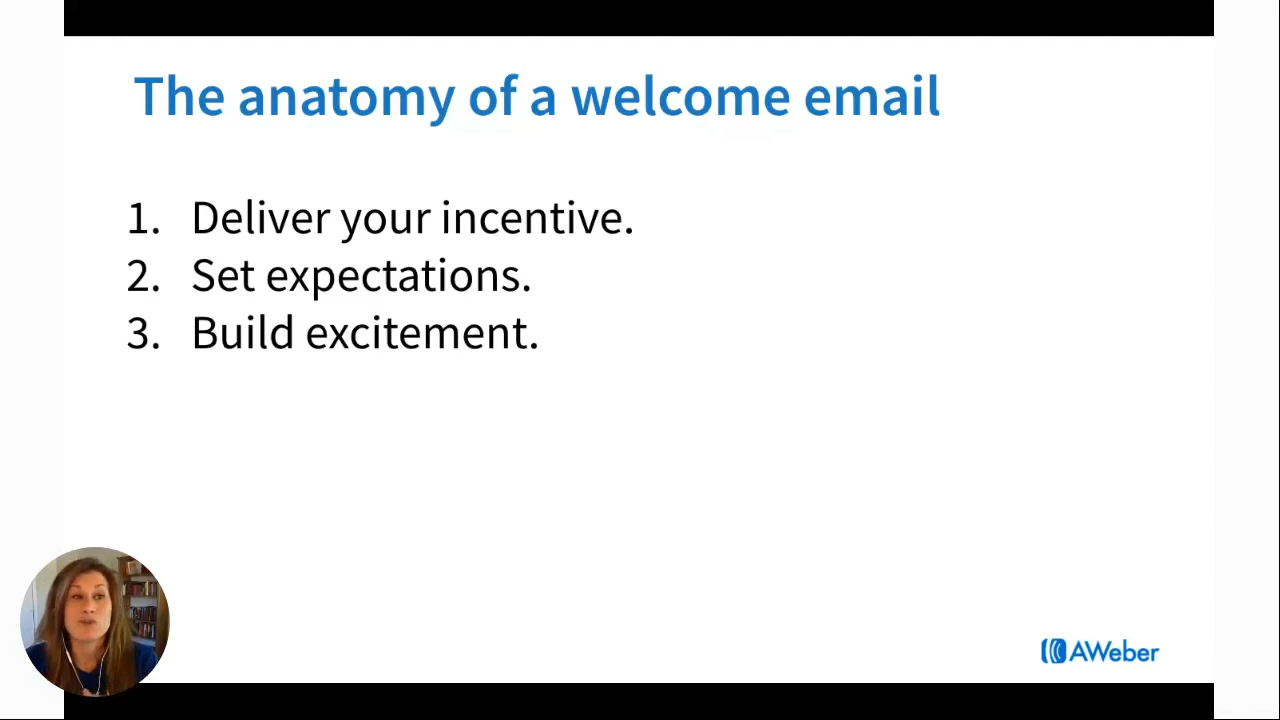 The anatomy of a welcome email
1. Deliver your incentive.
2. Set expectations.
3. Build excitement.
AWeber